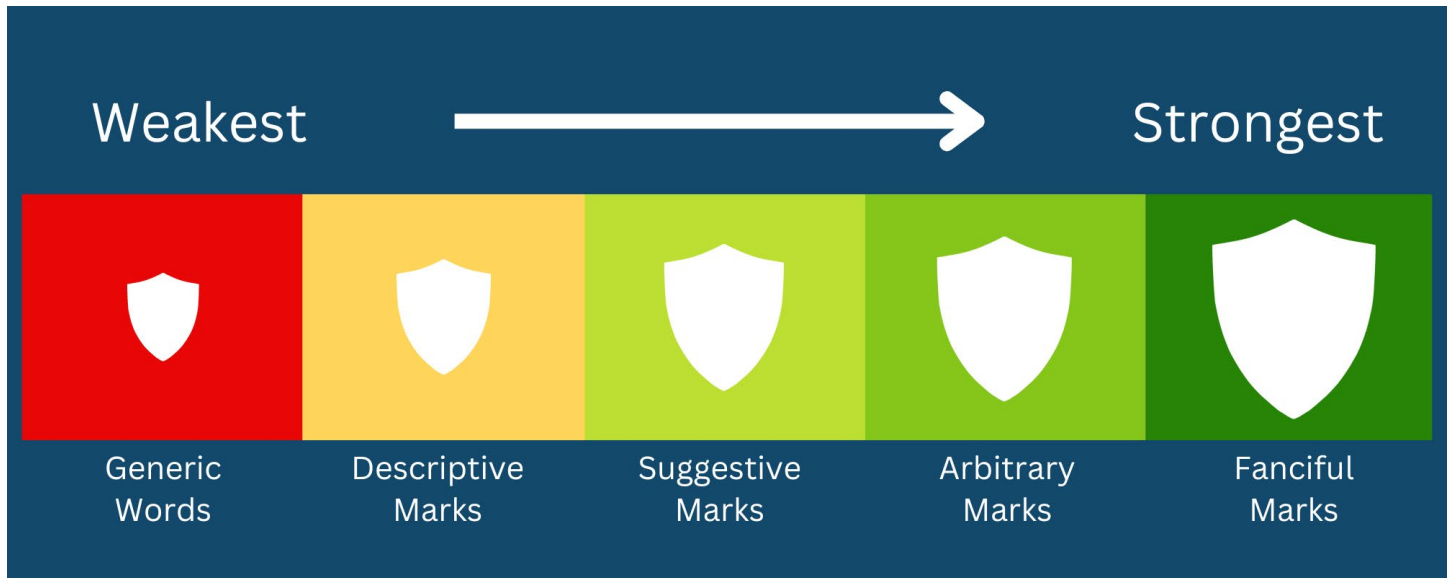 Weakest
Strongest
Generic
Words
Descriptive
Marks
Suggestive
Marks
Arbitrary
Marks
Fanciful
Marks